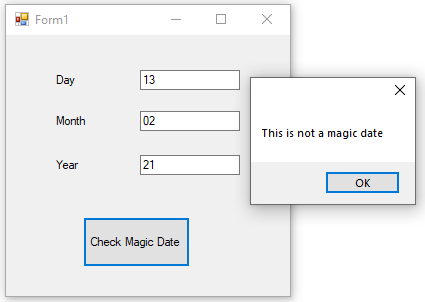 Form1
Day 13
Month 02
Year 21
Check Magic Date
This is not a magic date
OK